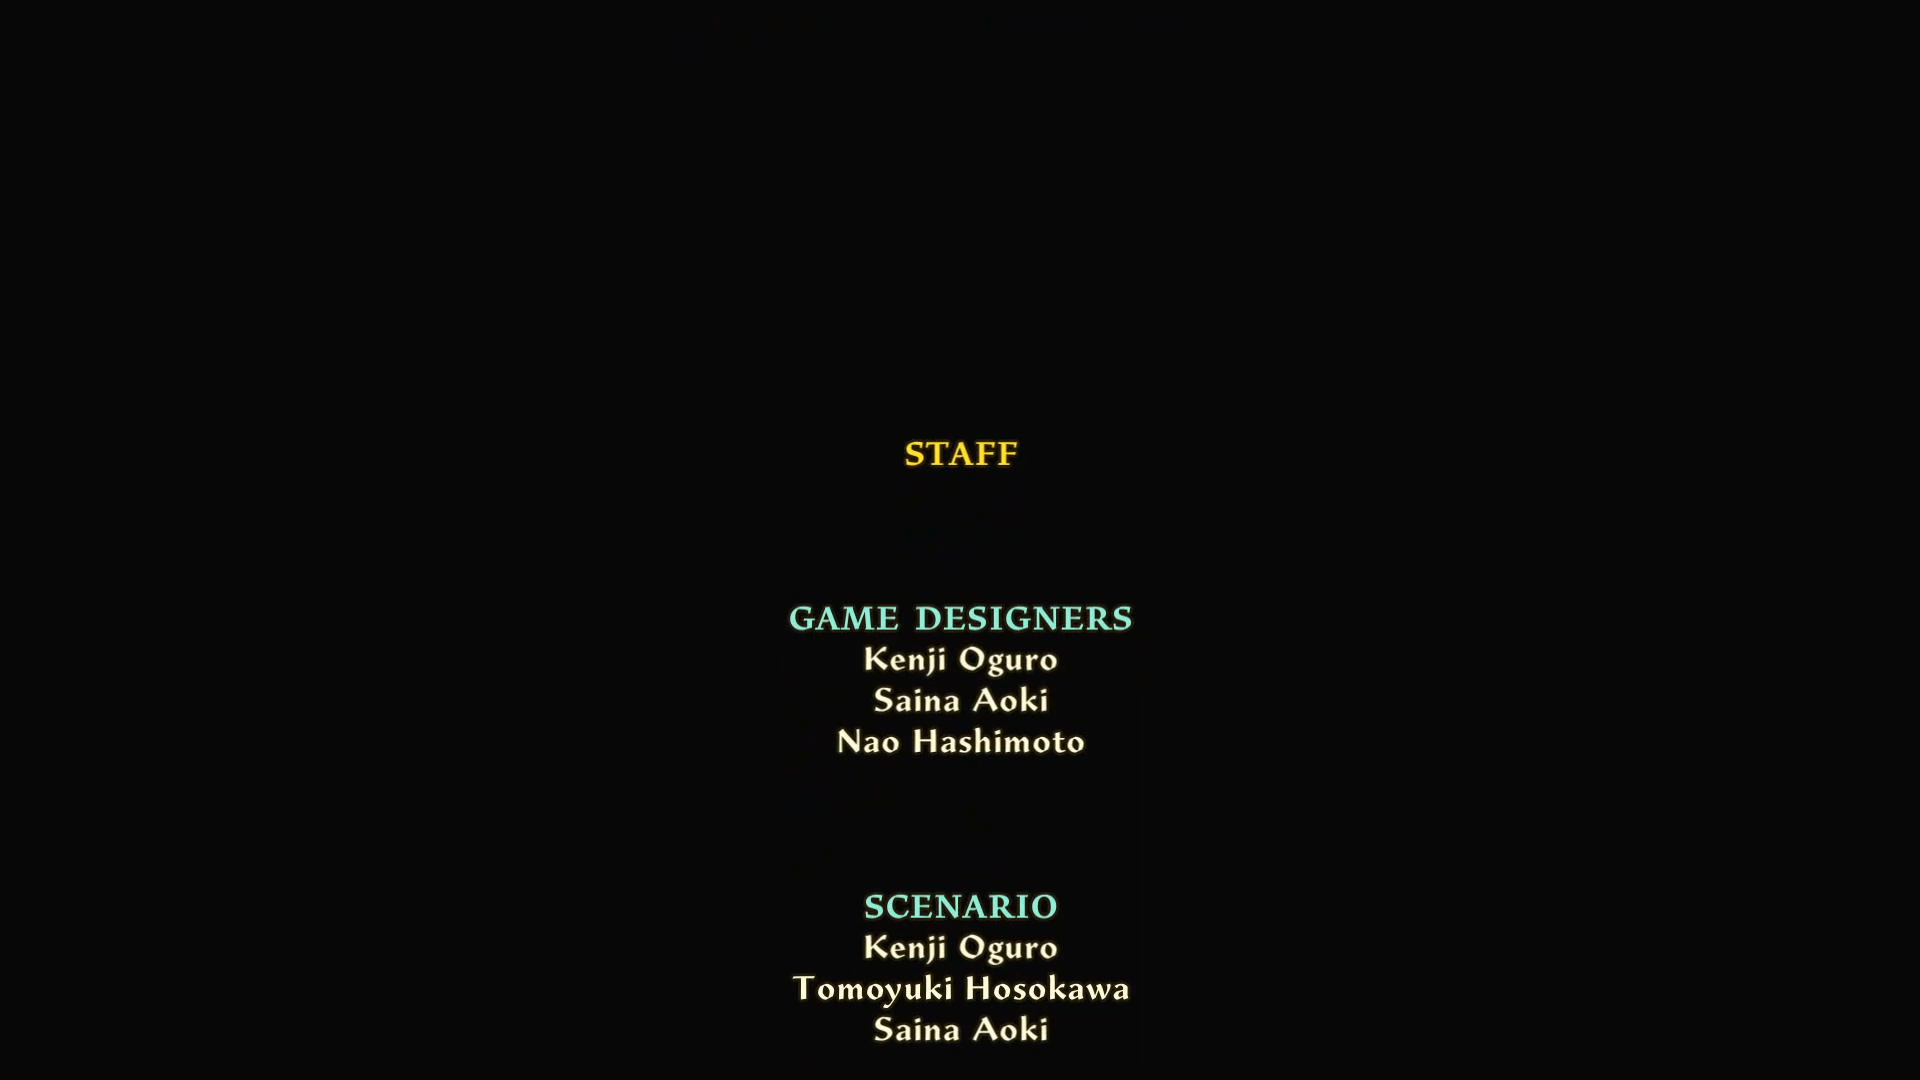 STAFF
GAME DESIGNERS
Kenji Oguro
Saina Aoki
Nao Hashimoto
SCENARIO
Kenji Oguro
Tomoyuki Hosokawa
Saina Aoki